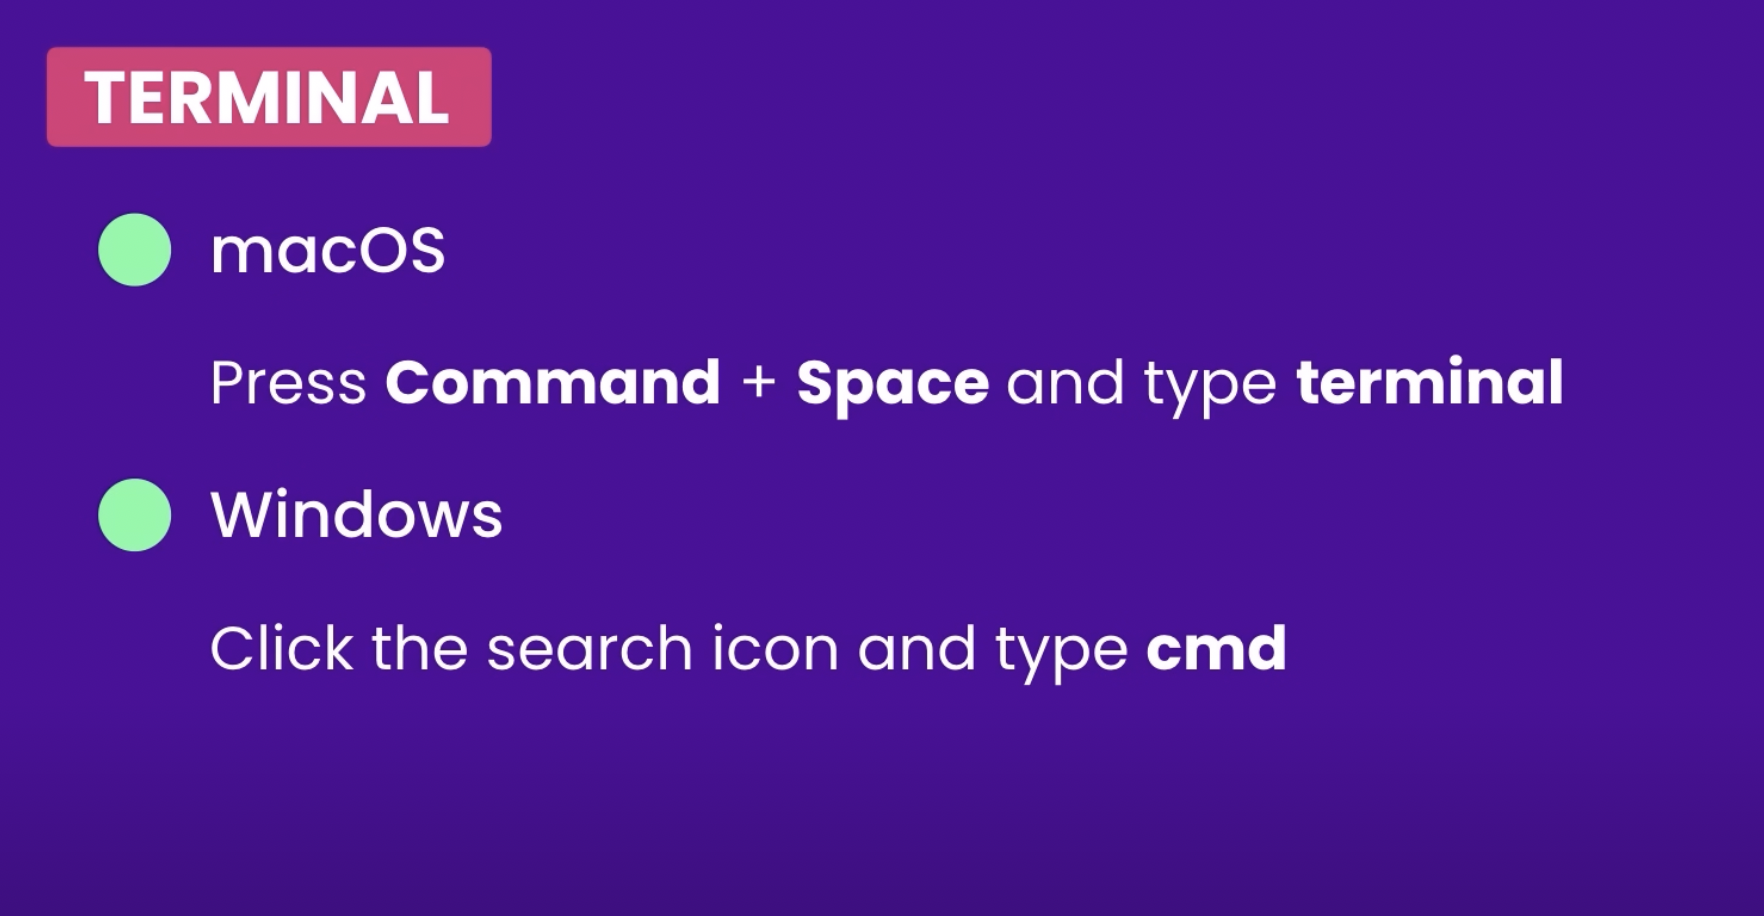 TERMINAL
macOS
Press Command + Space and type terminal
Windows
Click the search icon and type cmd